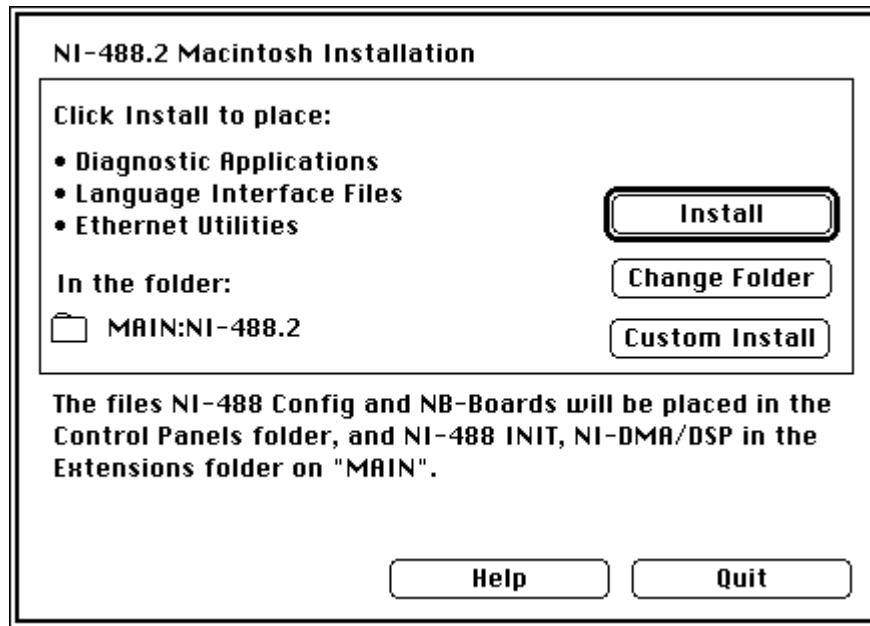 NI-488.2 Macintosh Installation
Click Install to place:
• Diagnostic Applications
• Language Interface Files
• Ethernet Utilities
Install
In the folder:
Change Folder
MAIN:NI-488.2
Custom Install
The files NI-488 Config and NB-Boards will be placed in the
Control Panels folder, and NI-488 INIT, NI-DMA/DSP in the
Extensions folder on "MAIN".
Help
Quit